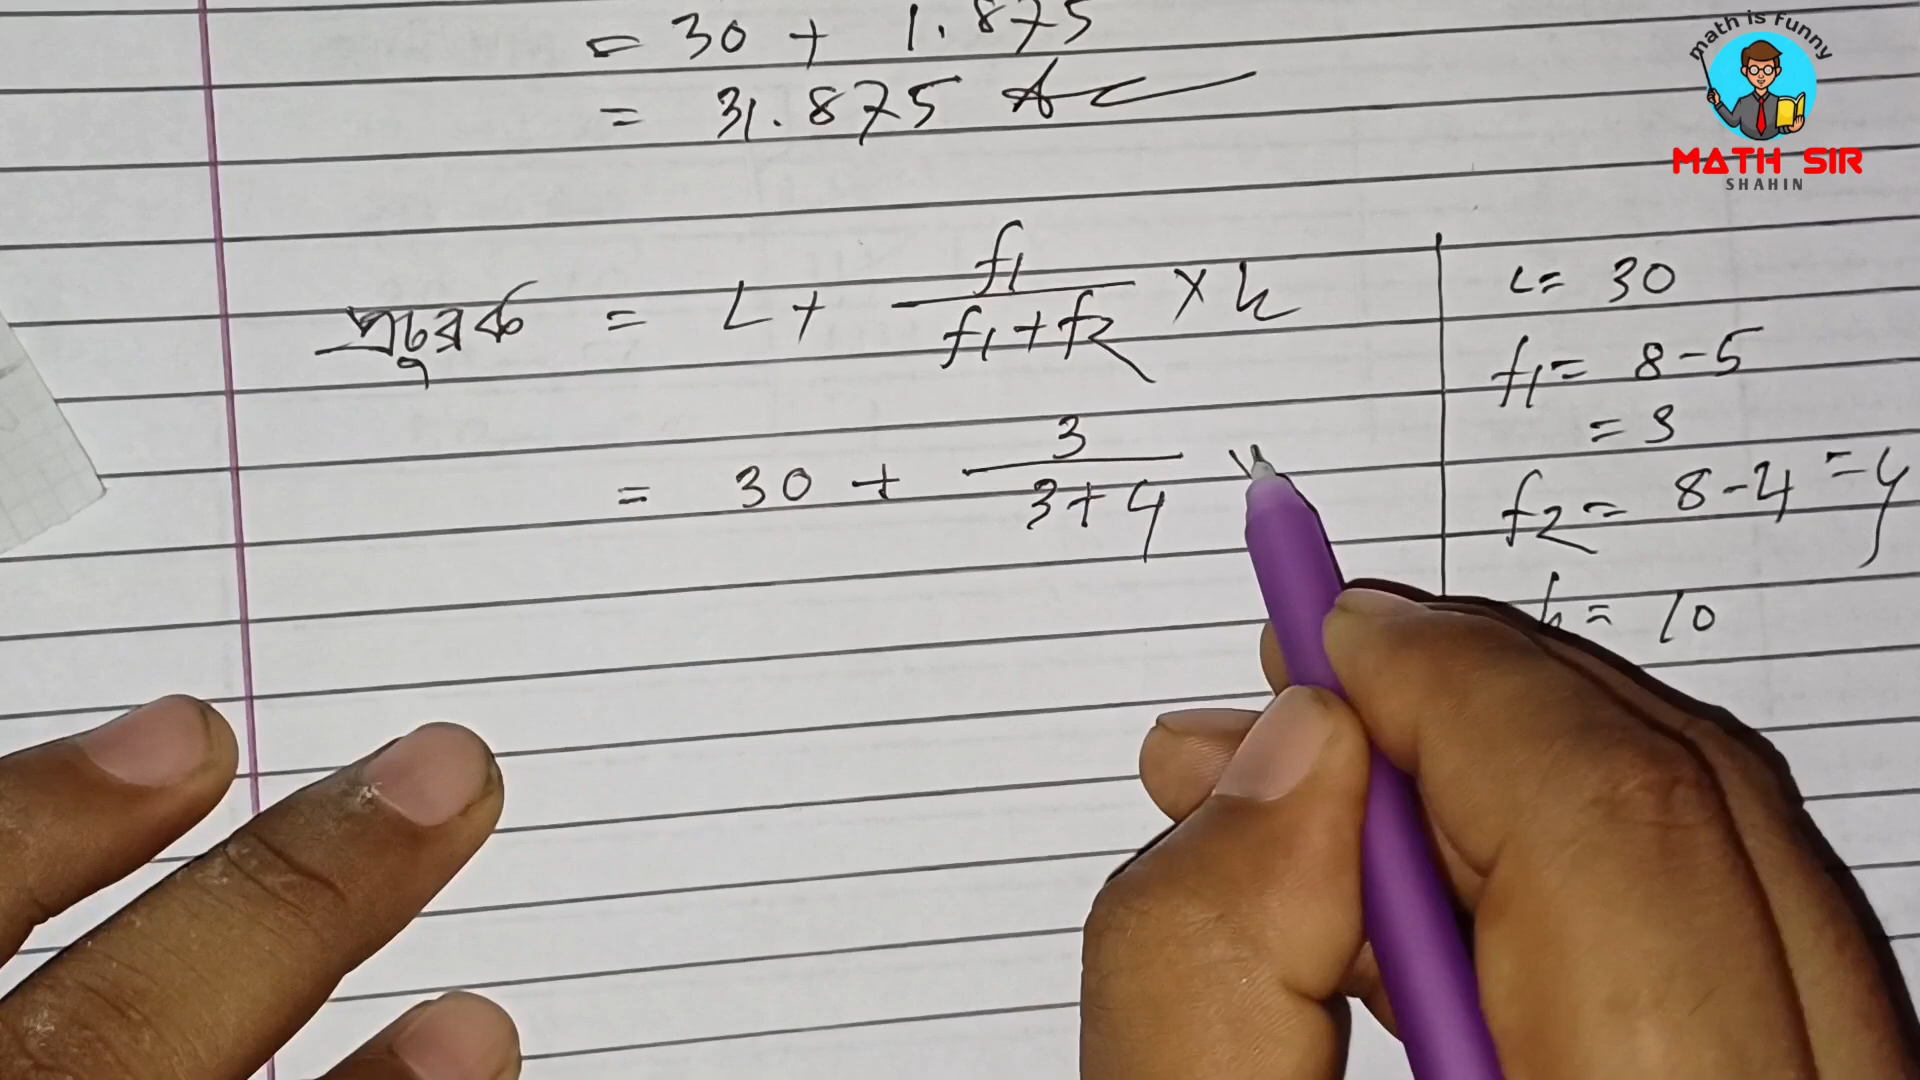 = 30 + 1.875
= 31.875 Ac
math is funny
MATH SIR
SHAHIN
প্রচুরক = L + f1 / (f1 + f2) × h
= 30 + 3 / (3 + 4) ×
L = 30
f1 = 8 - 5
= 3
f2 = 8 - 4 = 4
h = 10